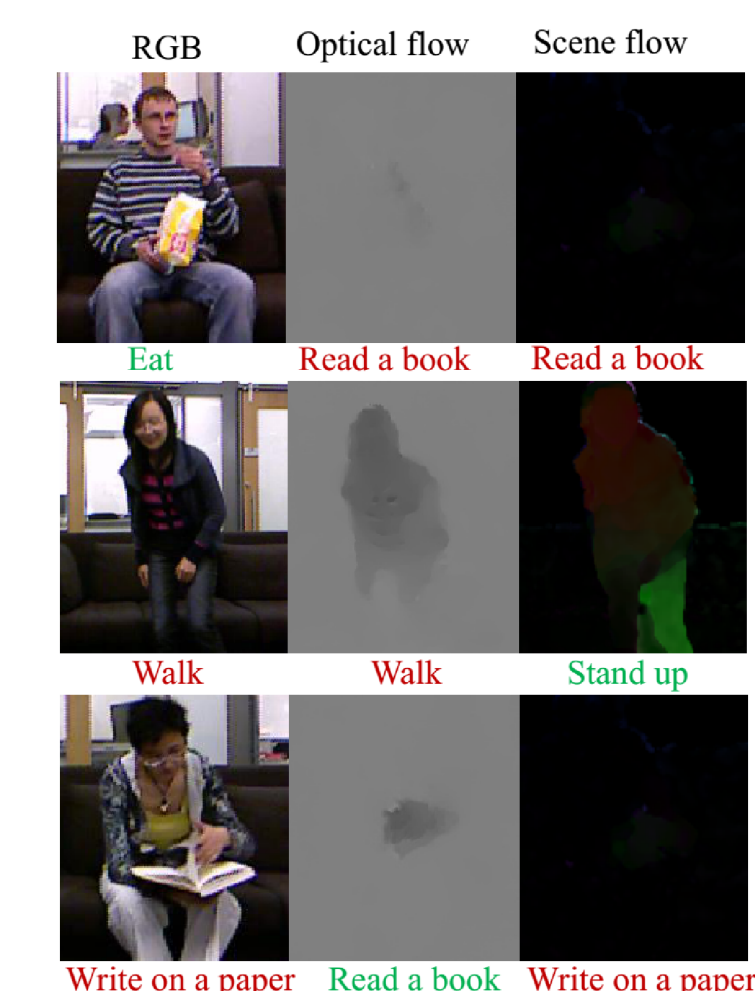 RGB Optical flow Scene flow
Eat Read a book Read a book
Walk Walk Stand up
Write on a paper Read a book Write on a paper